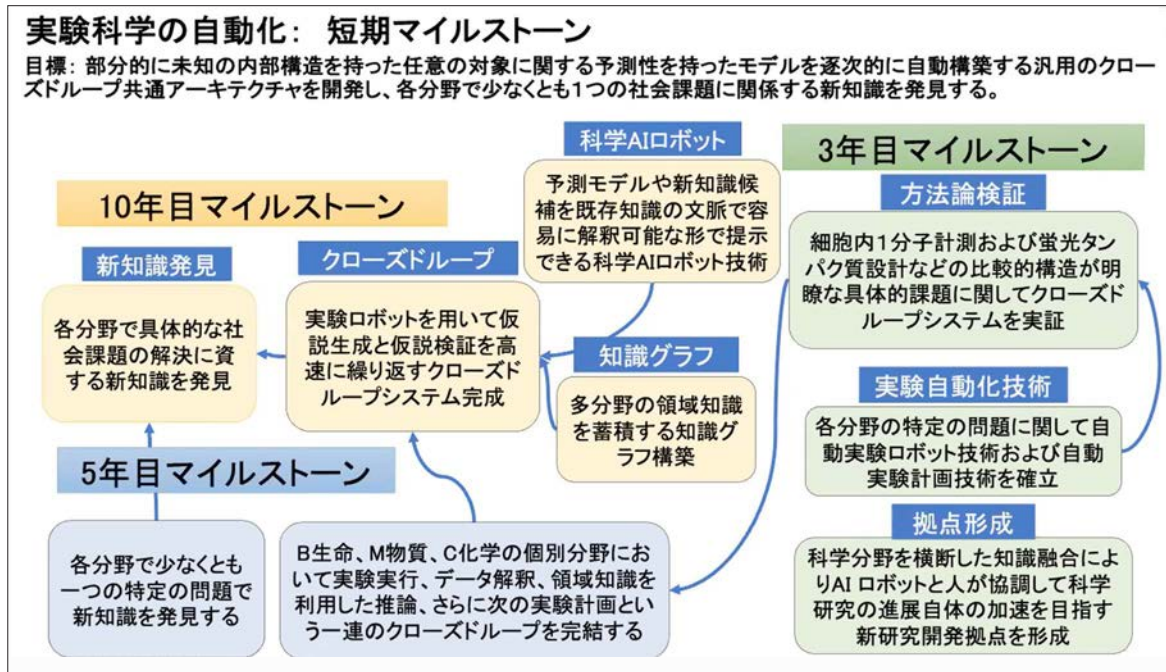 実験科学の自動化： 短期マイルストーン
目標： 部分的に未知の内部構造を持った任意の対象に関する予測性を持ったモデルを逐次的に自動構築する汎用のクロー
ズドループ共通アーキテクチャを開発し、各分野で少なくとも1つの社会課題に関係する新知識を発見する。
10年目マイルストーン
新知識発見
各分野で具体的な社
会課題の解決に資
する新知識を発見
クローズドループ
実験ロボットを用いて仮
説生成と仮説検証を高
速に繰り返すクローズド
ループシステム完成
科学AIロボット
予測モデルや新知識候
補を既存知識の文脈で容
易に解釈可能な形で提示
できる科学AIロボット技術
知識グラフ
多分野の領域知識
を蓄積する知識グ
ラフ構築
5年目マイルストーン
各分野で少なくとも
一つの特定の問題で
新知識を発見する
B生命、M物質、C化学の個別分野にお
いて実験実行、データ解釈、領域知識を
利用した推論、さらに次の実験計画とい
う一連のクローズドループを完結する
3年目マイルストーン
方法論検証
細胞内1分子計測および蛍光タン
パク質設計などの比較的構造が明
瞭な具体的課題に関してクローズド
ループシステムを実証
実験自動化技術
各分野の特定の問題に関して自
動実験ロボット技術および自動
実験計画技術を確立
拠点形成
科学分野を横断した知識融合によ
りAI ロボットと人が協調して科学
研究の進展自体の加速を目指す
新研究開発拠点を形成